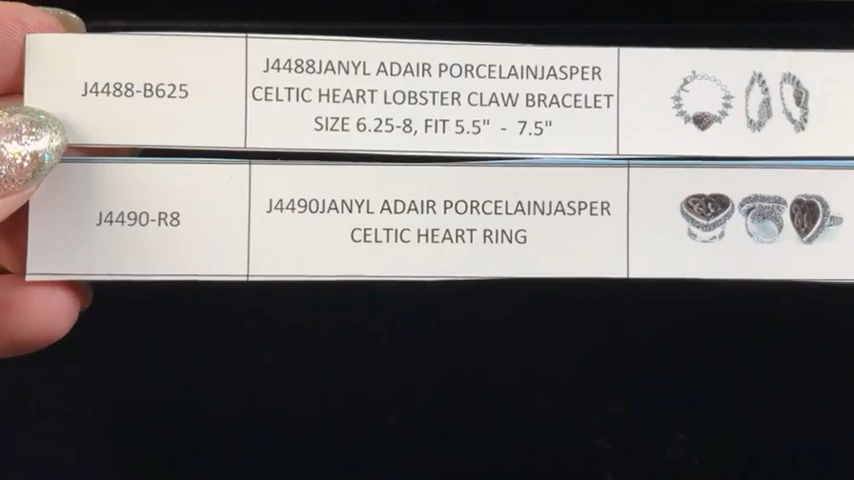 J4488-B625
J4488JANYL ADAIR PORCELAINJASPER
CELTIC HEART LOBSTER CLAW BRACELET
SIZE 6.25-8, FIT 5.5" - 7.5"
J4490-R8
J4490JANYL ADAIR PORCELAINJASPER
CELTIC HEART RING